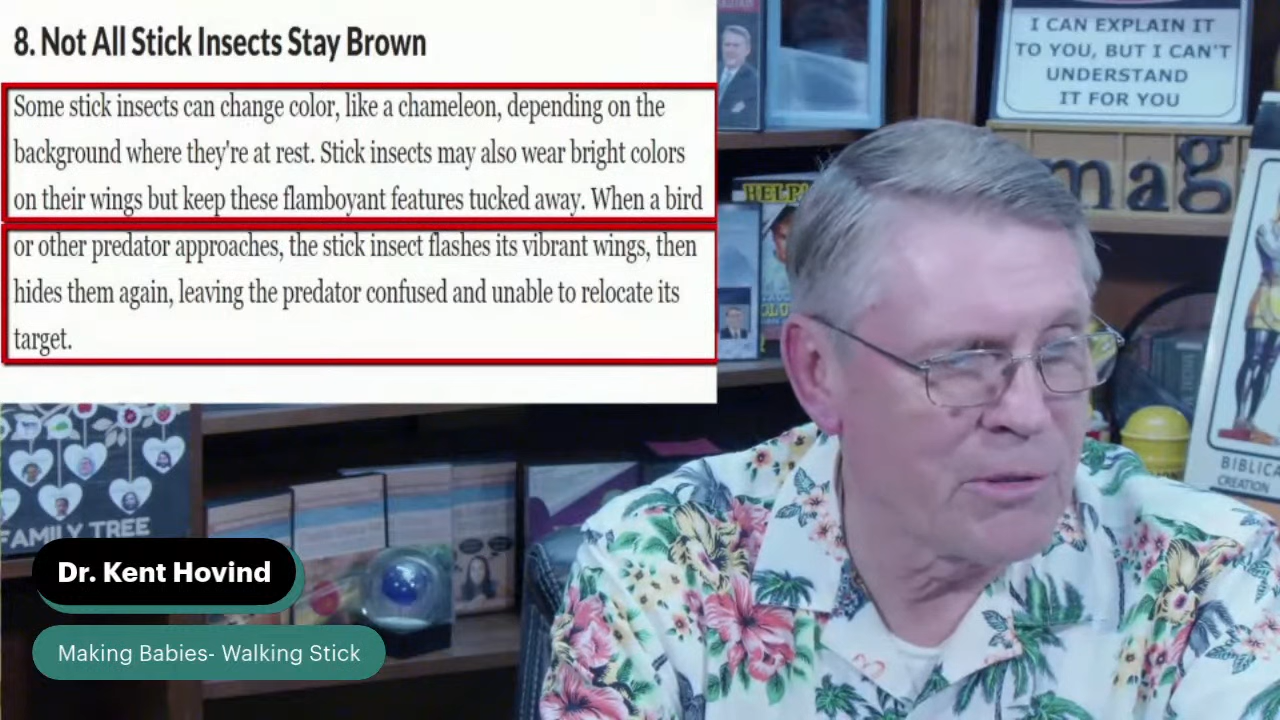 8. Not All Stick Insects Stay Brown
Some stick insects can change color, like a chameleon, depending on the
background where they're at rest. Stick insects may also wear bright colors
on their wings but keep these flamboyant features tucked away. When a bird
or other predator approaches, the stick insect flashes its vibrant wings, then
hides them again, leaving the predator confused and unable to relocate its
target.
I CAN EXPLAIN IT
TO YOU, BUT I CAN'T
UNDERSTAND
IT FOR YOU
mag
HELP!
BIBLICA
CREATION
FAMILY TREE
Dr. Kent Hovind
Making Babies- Walking Stick